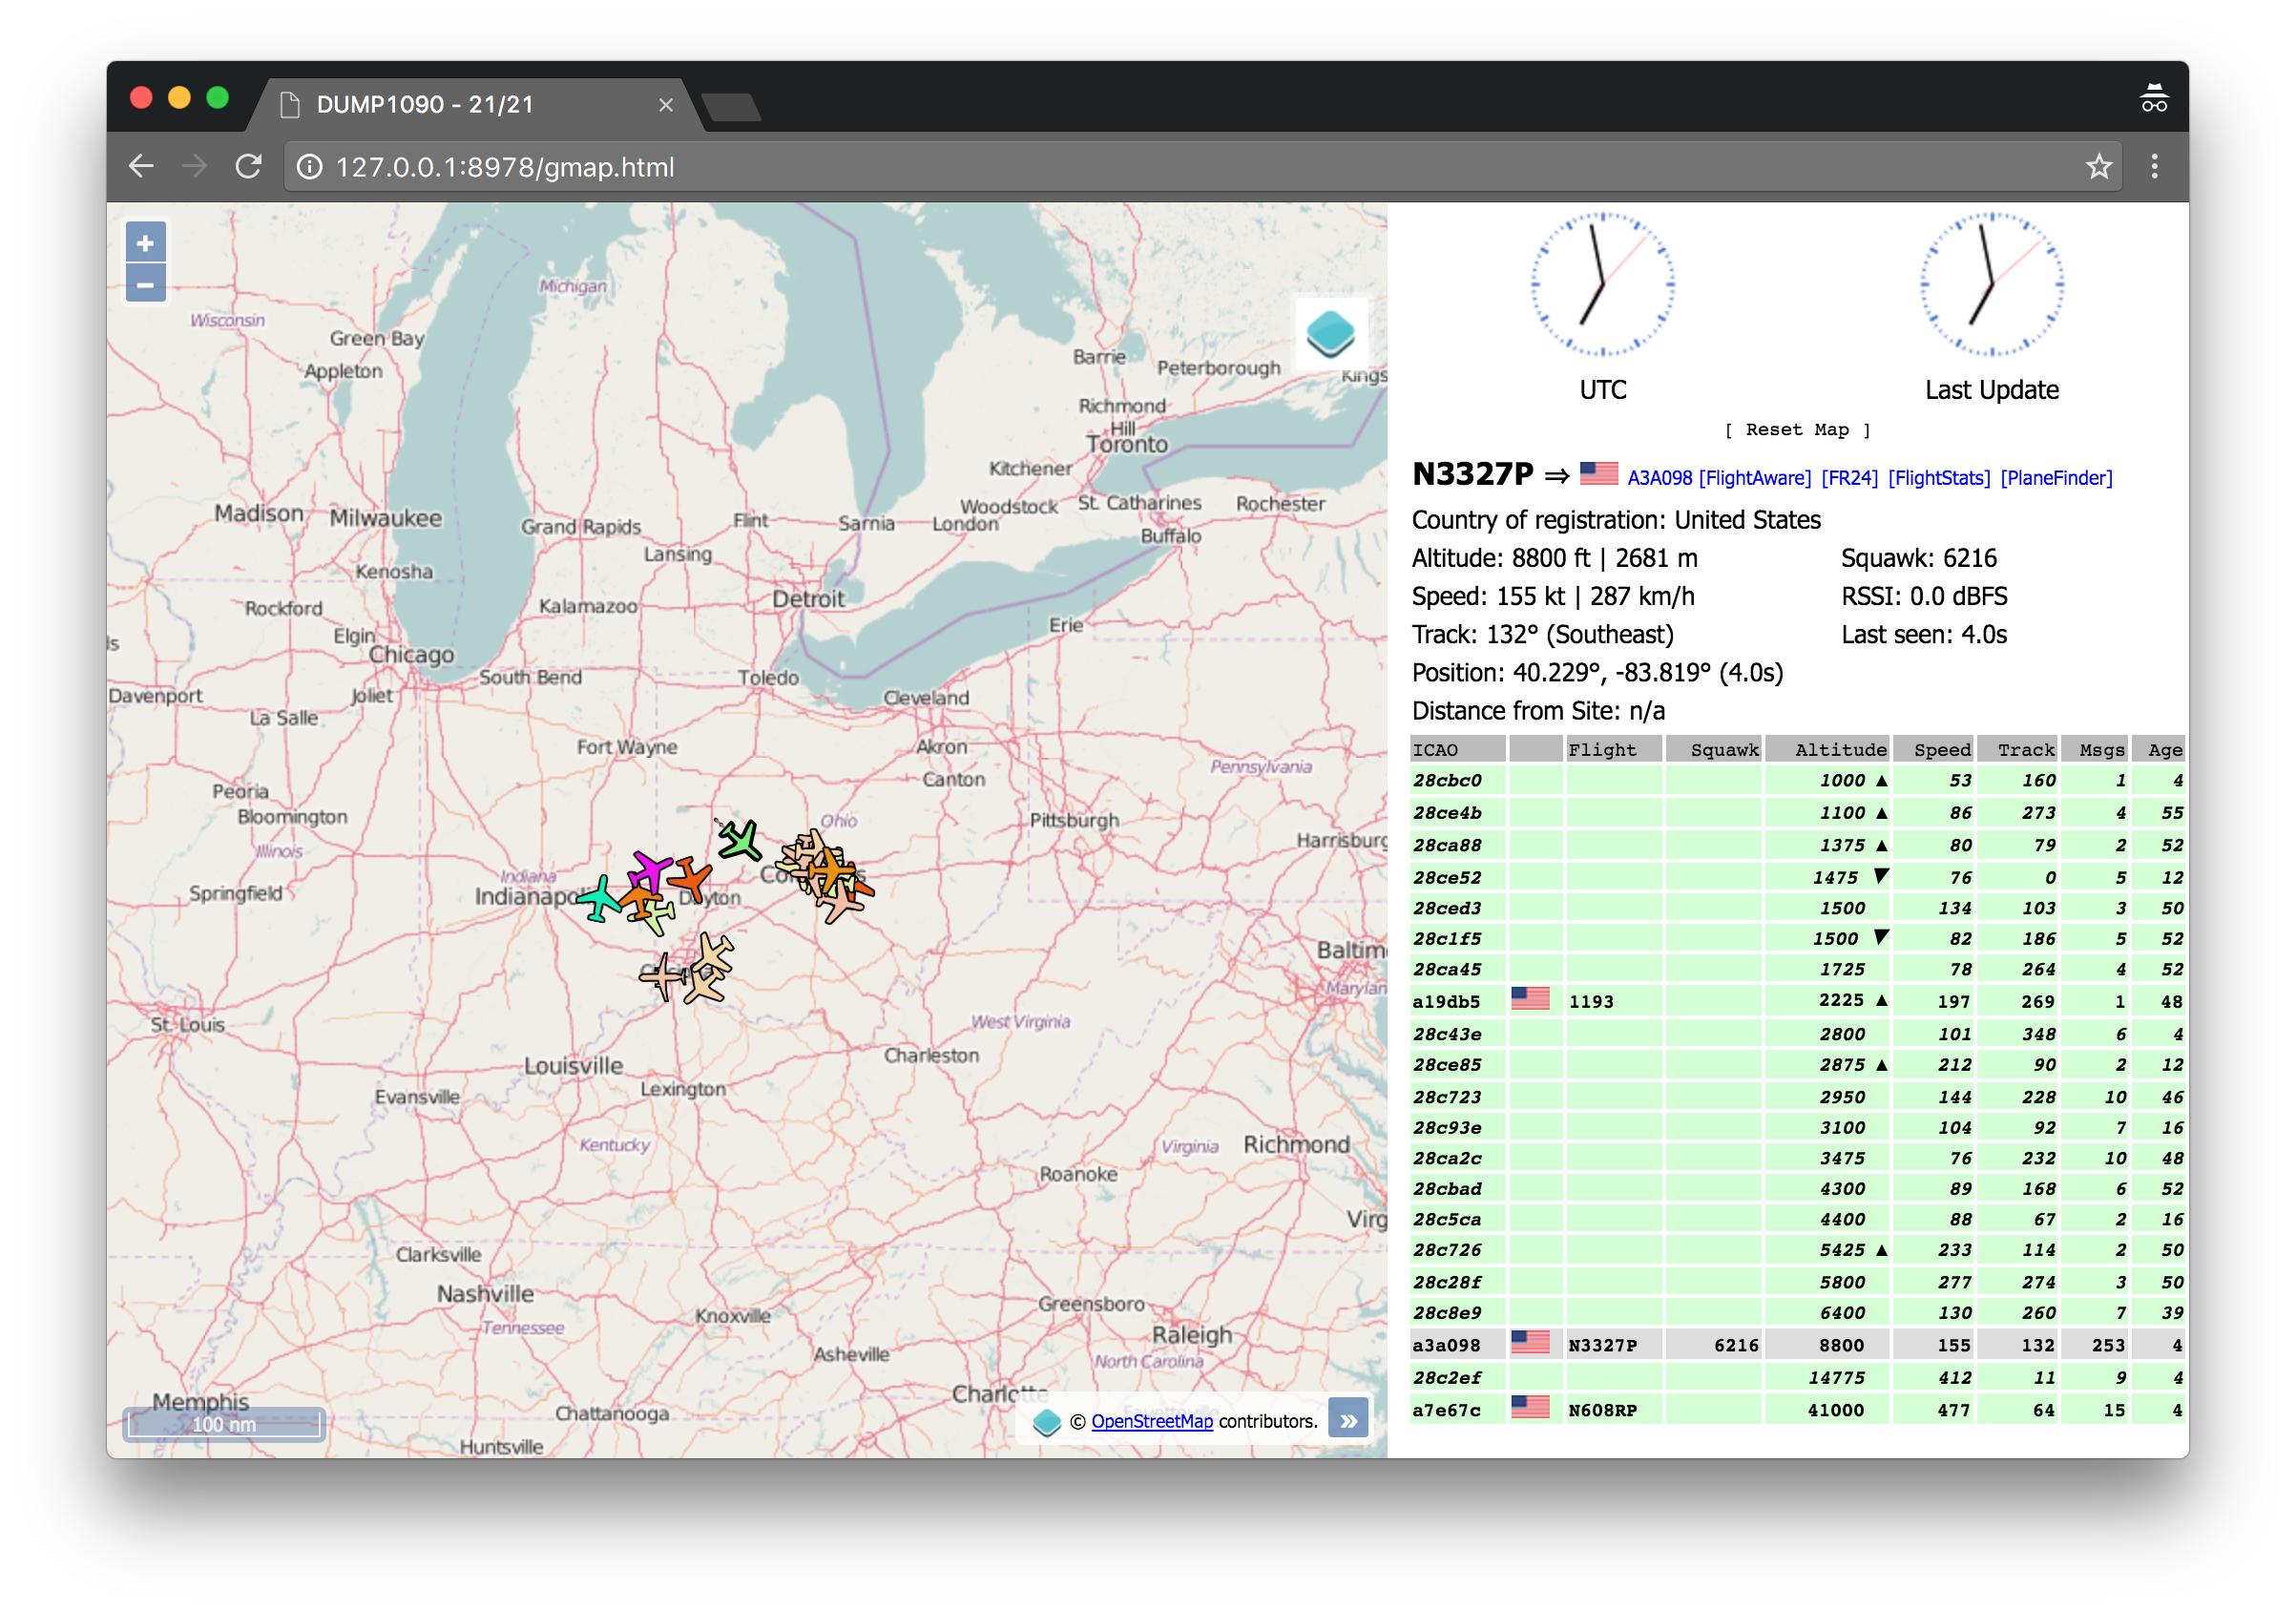 DUMP1090 - 21/21
127.0.0.1:8978/gmap.html
+
−
Michigan
Wisconsin
Green Bay
Appleton
Barrie
Peterborough
Kings
Richmond
Hill
Toronto
Kitchener
Woodstock
St. Catharines
Rochester
Madison
Milwaukee
Grand Rapids
Flint
Sarnia
London
Buffalo
Lansing
Kenosha
Rockford
Kalamazoo
Detroit
Elgin
Erie
Chicago
South Bend
Toledo
Davenport
Joliet
Cleveland
La Salle
Fort Wayne
Akron
Canton
Pennsylvania
Peoria
Bloomington
Ohio
Pittsburgh
Harrisburg
Illinois
Indiana
Springfield
Indianapol
Dayton
Baltim
Marylan
St. Louis
West Virginia
Charleston
Louisville
Lexington
Evansville
Kentucky
Virginia
Richmond
Roanoke
Virg
Clarksville
Nashville
Tennessee
Knoxville
Greensboro
Raleigh
Asheville
North Carolina
Charlotte
Memphis
Chattanooga
Fayetteville
Huntsville
100 nm
© OpenStreetMap contributors. »
UTC
Last Update
[ Reset Map ]
N3327P ⇒ A3A098 [FlightAware] [FR24] [FlightStats] [PlaneFinder]
Country of registration: United States
Altitude: 8800 ft | 2681 m Squawk: 6216
Speed: 155 kt | 287 km/h RSSI: 0.0 dBFS
Track: 132° (Southeast) Last seen: 4.0s
Position: 40.229°, -83.819° (4.0s)
Distance from Site: n/a
ICAO Flight Squawk Altitude Speed Track Msgs Age
28cbc0 1000 ▲ 53 160 1 4
28ce4b 1100 ▲ 86 273 4 55
28ca88 1375 ▲ 80 79 2 52
28ce52 1475 ▼ 76 0 5 12
28ced3 1500 134 103 3 50
28c1f5 1500 ▼ 82 186 5 52
28ca45 1725 78 264 4 52
a19db5 1193 2225 ▲ 197 269 1 48
28c43e 2800 101 348 6 4
28ce85 2875 ▲ 212 90 2 12
28c723 2950 144 228 10 46
28c93e 3100 104 92 7 16
28ca2c 3475 76 232 10 48
28cbad 4300 89 168 6 52
28c5ca 4400 88 67 2 16
28c726 5425 ▲ 233 114 2 50
28c28f 5800 277 274 3 50
28c8e9 6400 130 260 7 39
a3a098 N3327P 6216 8800 155 132 253 4
28c2ef 14775 412 11 9 4
a7e67c N608RP 41000 477 64 15 4